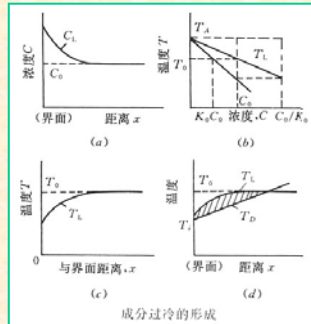 浓度C
C_L
C_0
(界面) 距离 x
(a)
温度T
T_A
T_L
T_0
C_0
K_0C_0 浓度,C C_0/K_0
(b)
温度T
T_0
T_L
0
与界面距离,x
(c)
温度
T_0
T_L
T_D
(界面) 距离 x
(d)
成分过冷的形成